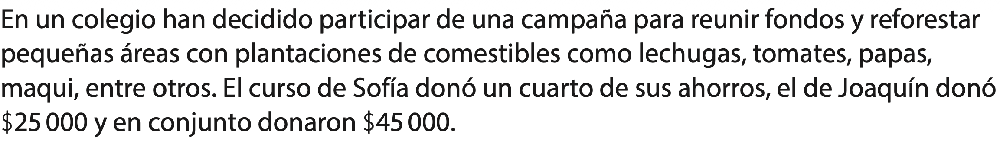 En un colegio han decidido participar de una campaña para reunir fondos y reforestar
pequeñas áreas con plantaciones de comestibles como lechugas, tomates, papas,
maqui, entre otros. El curso de Sofía donó un cuarto de sus ahorros, el de Joaquín donó
$25 000 y en conjunto donaron $45 000.